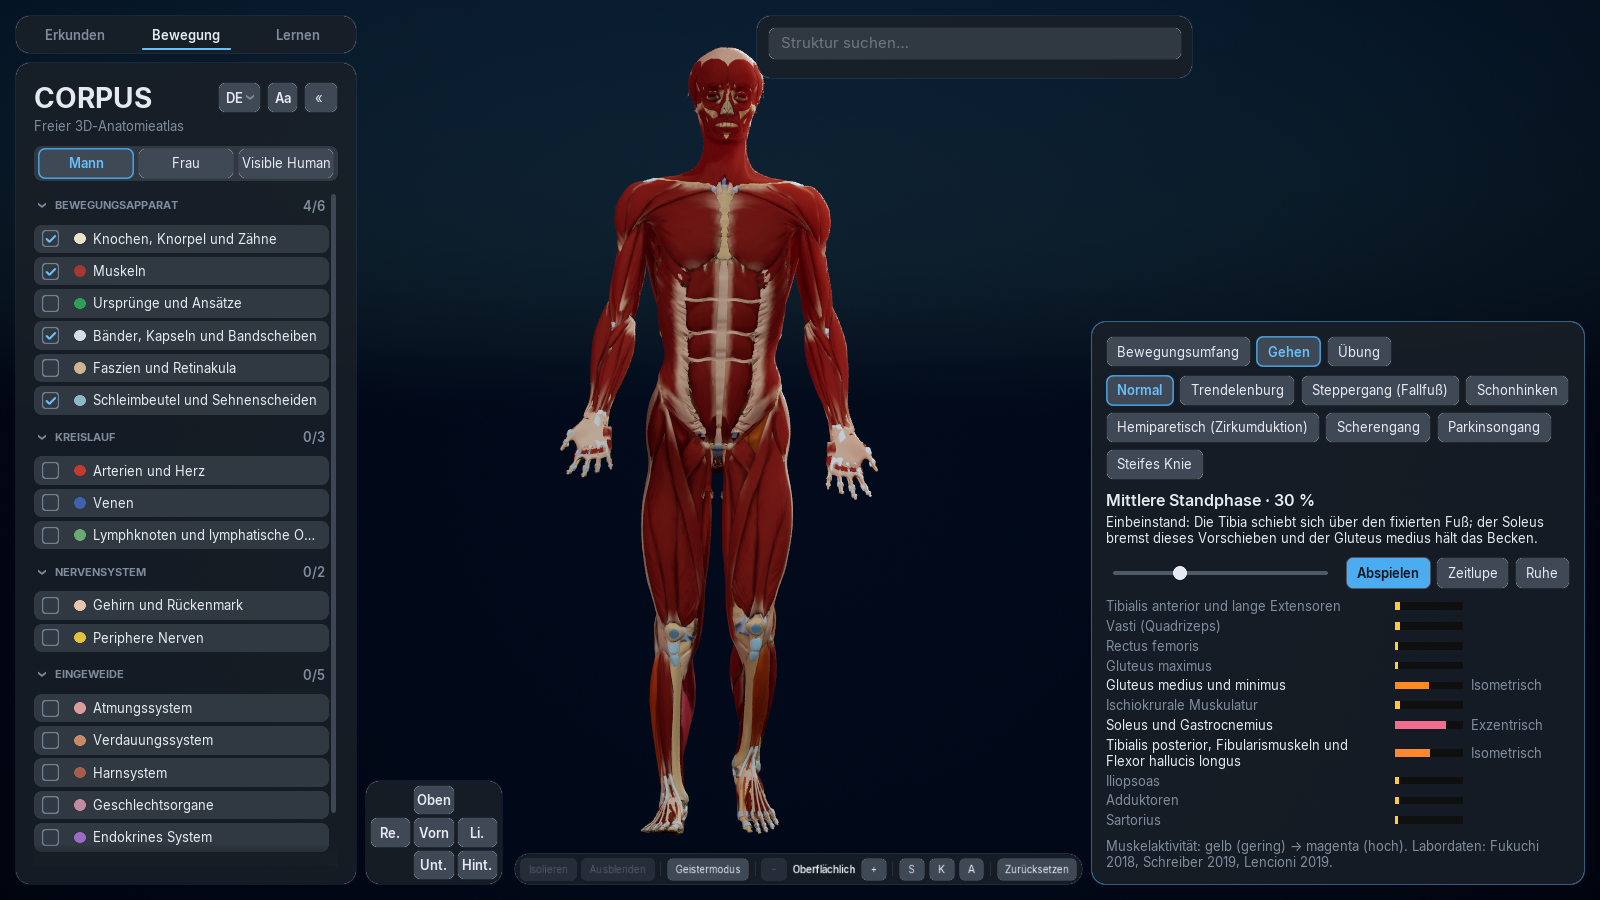 Erkunden
Bewegung
Lernen
Struktur suchen...
CORPUS
DE
Aa
«
Freier 3D-Anatomieatlas
Mann
Frau
Visible Human
BEWEGUNGSAPPARAT 4/6
Knochen, Knorpel und Zähne
Muskeln
Ursprünge und Ansätze
Bänder, Kapseln und Bandscheiben
Faszien und Retinakula
Schleimbeutel und Sehnenscheiden
KREISLAUF 0/3
Arterien und Herz
Venen
Lymphknoten und lymphatische O...
NERVENSYSTEM 0/2
Gehirn und Rückenmark
Periphere Nerven
EINGEWEIDE 0/5
Atmungssystem
Verdauungssystem
Harnsystem
Geschlechtsorgane
Endokrines System
Oben
Re.
Vorn
Li.
Unt.
Hint.
Isolieren
Ausblenden
Geistermodus
-
Oberflächlich
+
S
K
A
Zurücksetzen
Bewegungsumfang
Gehen
Übung
Normal
Trendelenburg
Steppergang (Fallfuß)
Schonhinken
Hemiparetisch (Zirkumduktion)
Scherengang
Parkinsongang
Steifes Knie
Mittlere Standphase · 30 %
Einbeinstand: Die Tibia schiebt sich über den fixierten Fuß; der Soleus
bremst dieses Vorschieben und der Gluteus medius hält das Becken.
Abspielen
Zeitlupe
Ruhe
Tibialis anterior und lange Extensoren
Vasti (Quadrizeps)
Rectus femoris
Gluteus maximus
Gluteus medius und minimus Isometrisch
Ischiokrurale Muskulatur
Soleus und Gastrocnemius Exzentrisch
Tibialis posterior, Fibularismuskeln und
Flexor hallucis longus Isometrisch
Iliopsoas
Adduktoren
Sartorius
Muskelaktivität: gelb (gering) → magenta (hoch). Labordaten: Fukuchi
2018, Schreiber 2019, Lencioni 2019.